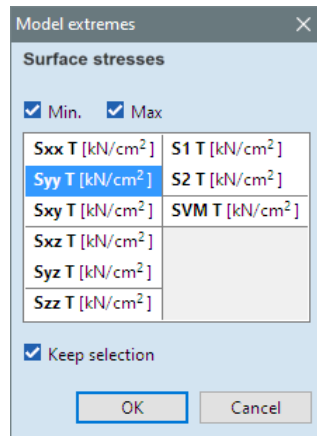 Model extremes
Surface stresses
Min. Max
Sxx T [kN/cm²] S1 T [kN/cm²]
Syy T [kN/cm²] S2 T [kN/cm²]
Sxy T [kN/cm²] SVM T [kN/cm²]
Sxz T [kN/cm²]
Syz T [kN/cm²]
Szz T [kN/cm²]
Keep selection
OK Cancel